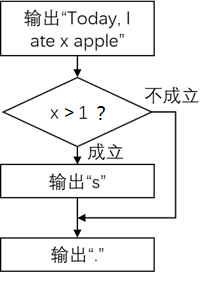 输出“Today, I
ate x apple”
x > 1 ？
不成立
成立
输出“s”
输出“.”